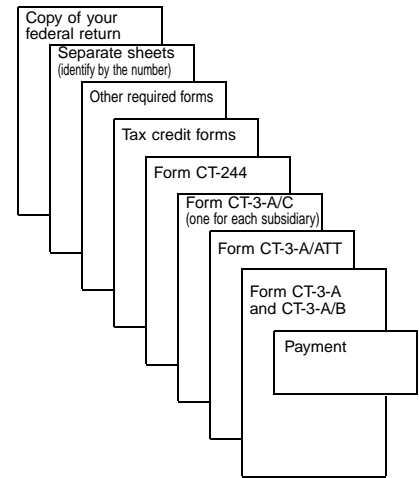 Copy of your
federal return
Separate sheets
(identify by the number)
Other required forms
Tax credit forms
Form CT-244
Form CT-3-A/C
(one for each subsidiary)
Form CT-3-A/ATT
Form CT-3-A
and CT-3-A/B
Payment